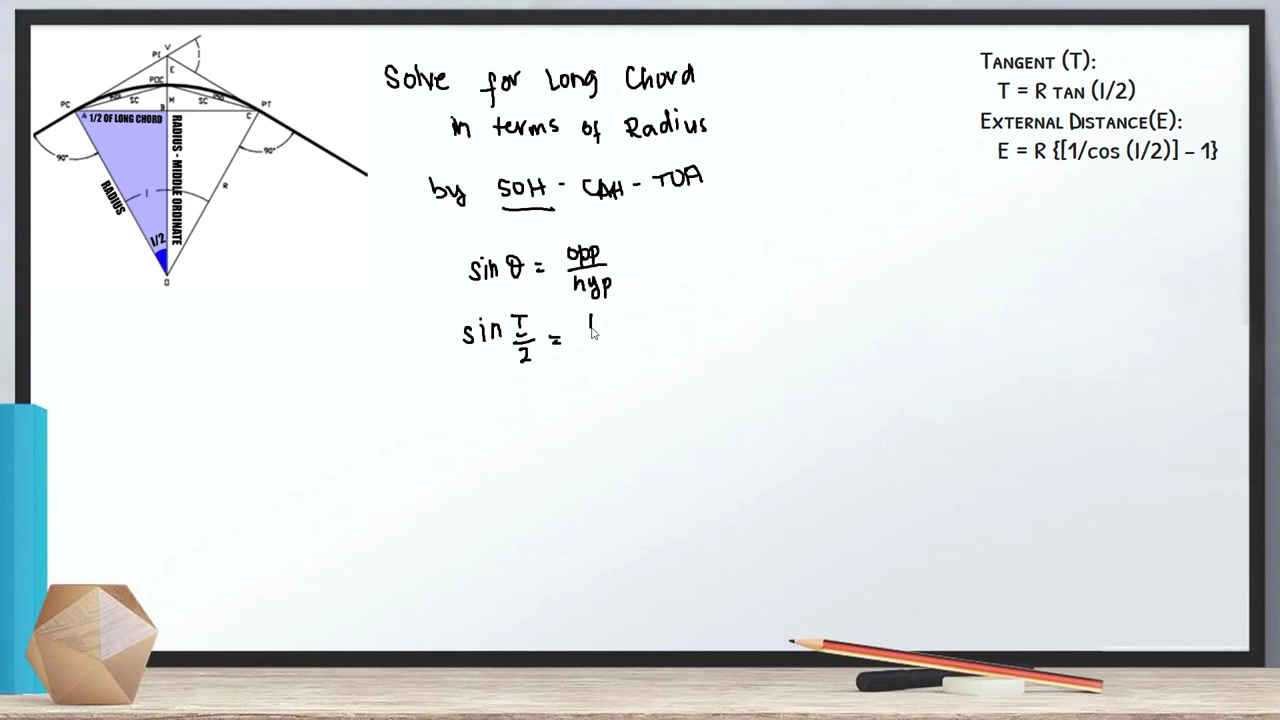 V
PI
I
E
POC
PC
SC
M
SC
PT
A
B
C
1/2 OF LONG CHORD
90°
90°
RADIUS
RADIUS - MIDDLE ORDINATE
R
I
I/2
O
Solve for Long Chord
in terms of Radius
by SOH - CAH - TOA
sin θ = opp
hyp
sin I
2 =
TANGENT (T):
T = R TAN (I/2)
EXTERNAL DISTANCE(E):
E = R {[1/cos (I/2)] - 1}